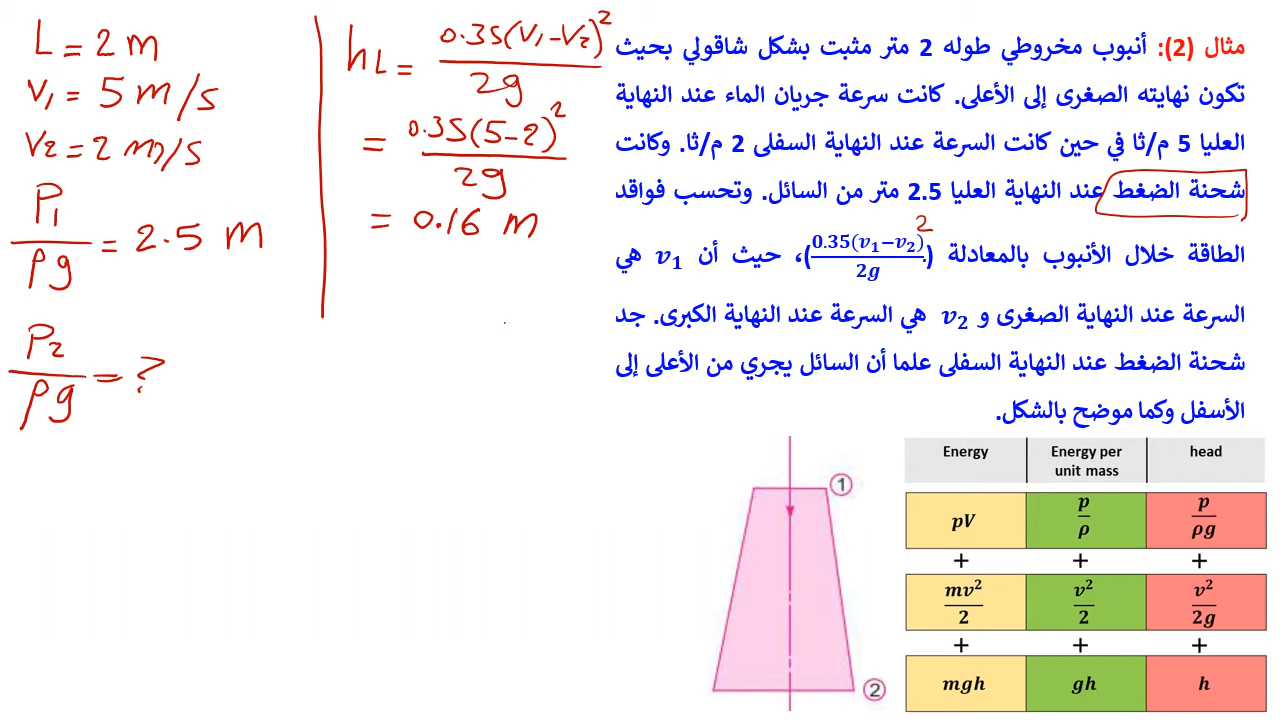 L = 2 m
v₁ = 5 m/s
v₂ = 2 m/s
P₁/ρg = 2.5 m
P₂/ρg = ?
hL = 0.35(v₁-v₂)²/2g
= 0.35(5-2)²/2g
= 0.16 m
مثال (2): أنبوب مخروطي طوله 2 متر مثبت بشكل شاقولي بحيث
تكون نهايته الصغرى إلى الأعلى. كانت سرعة جريان الماء عند النهاية
العليا 5 م/ثا في حين كانت السرعة عند النهاية السفلى 2 م/ثا. وكانت
شحنة الضغط عند النهاية العليا 2.5 متر من السائل. وتحسب فواقد
الطاقة خلال الأنبوب بالمعادلة (0.35(v₁−v₂)²/2g)، حيث أن v₁ هي
السرعة عند النهاية الصغرى و v₂ هي السرعة عند النهاية الكبرى. جد
شحنة الضغط عند النهاية السفلى علما أن السائل يجري من الأعلى إلى
الأسفل وكما موضح بالشكل.
1
2
Energy Energy per unit mass head
pV p/ρ p/ρg
+ + +
mv²/2 v²/2 v²/2g
+ + +
mgh gh h